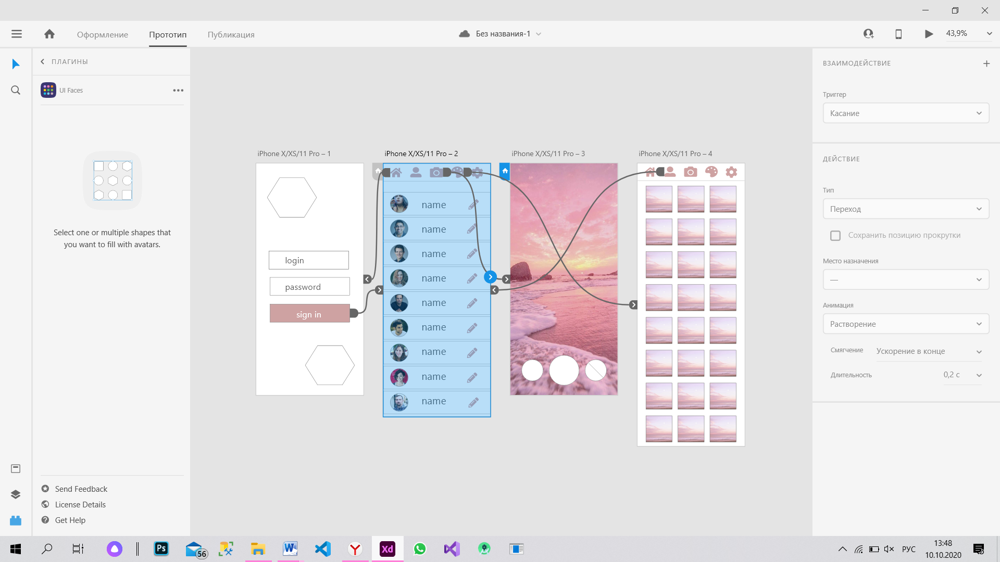 Оформление
Прототип
Публикация
Без названия-1
43,9%
ПЛАГИНЫ
UI Faces
Select one or multiple shapes that
you want to fill with avatars.
Send Feedback
License Details
Get Help
iPhone X/XS/11 Pro – 1
login
password
sign in
iPhone X/XS/11 Pro – 2
name
name
name
name
name
name
name
name
name
iPhone X/XS/11 Pro – 3
iPhone X/XS/11 Pro – 4
ВЗАИМОДЕЙСТВИЕ
Триггер
Касание
ДЕЙСТВИЕ
Тип
Переход
Сохранить позицию прокрутки
Место назначения
—
Анимация
Растворение
Смягчение
Ускорение в конце
Длительность
0,2 с
Ps
56
W
Xd
РУС
13:48
10.10.2020